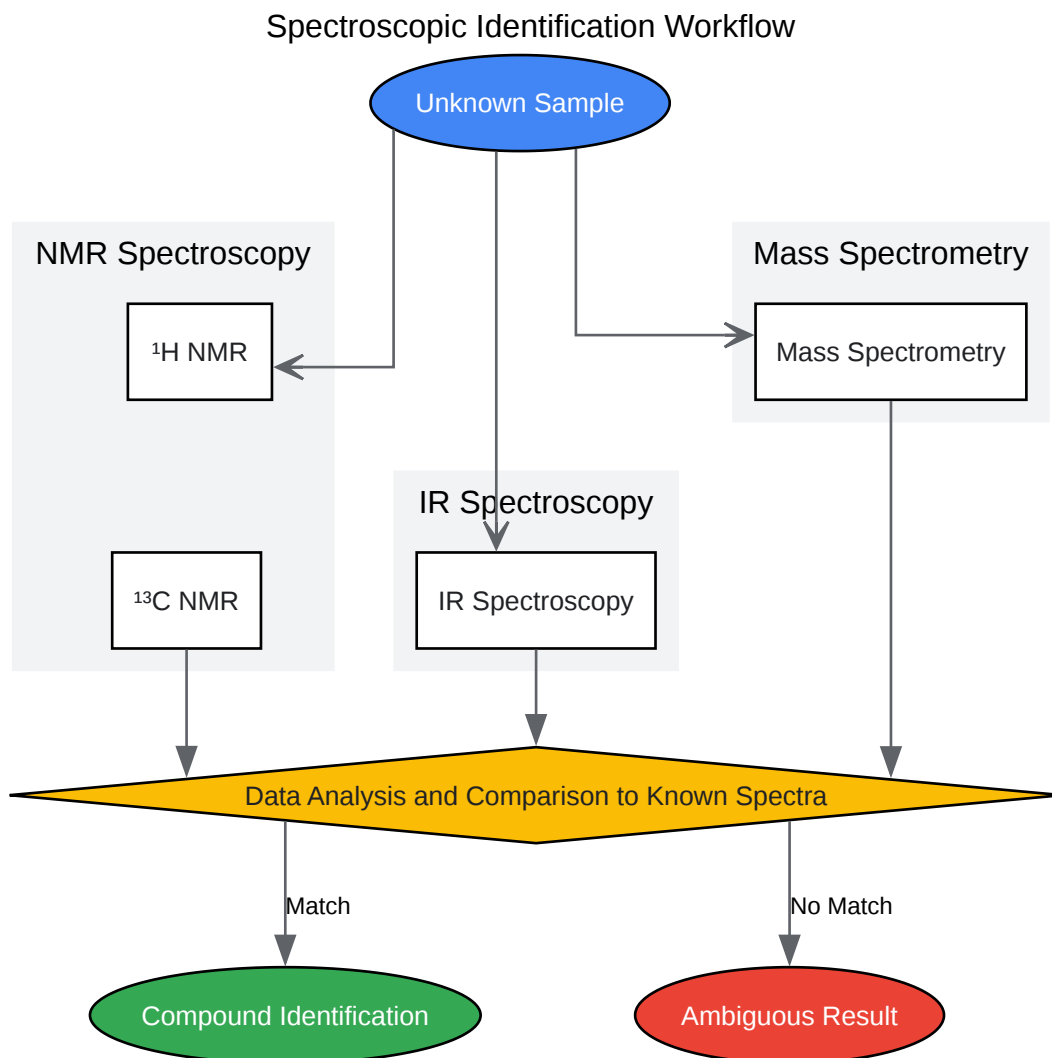 Spectroscopic Identification Workflow
Unknown Sample
NMR Spectroscopy
Mass Spectrometry
¹H NMR
Mass Spectrometry
IR Spectroscopy
¹³C NMR
IR Spectroscopy
Data Analysis and Comparison to Known Spectra
Match
No Match
Compound Identification
Ambiguous Result